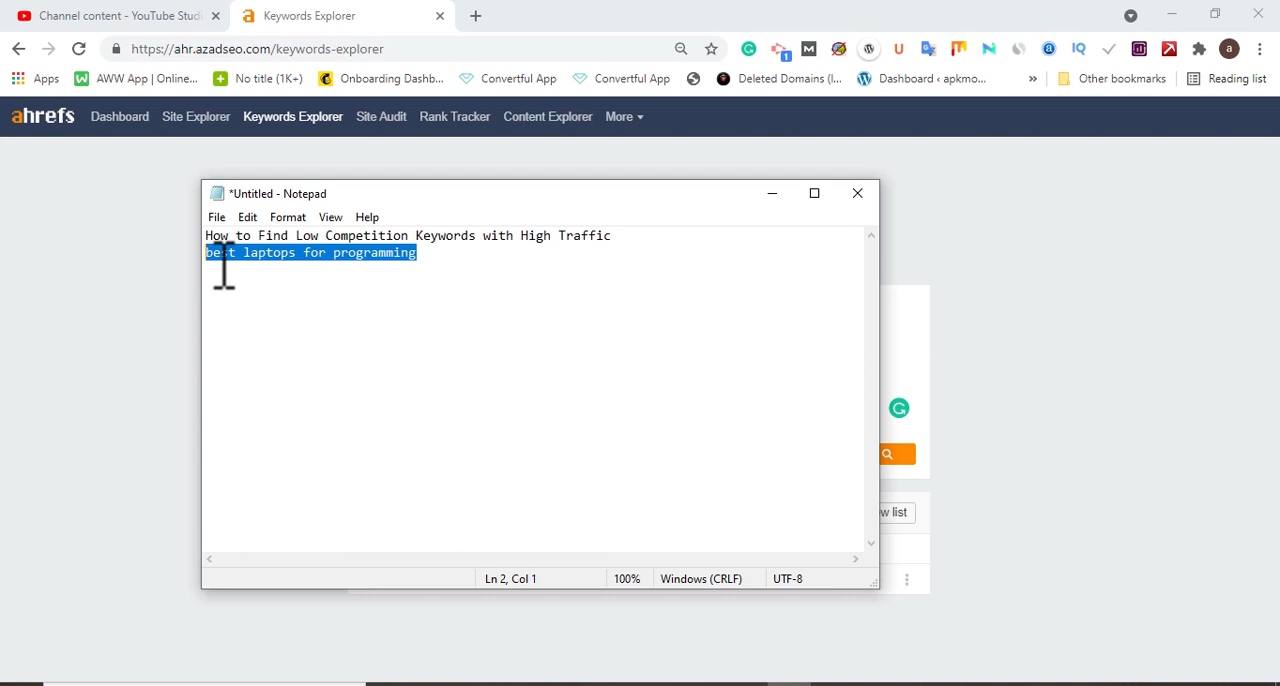 Channel content - YouTube Studi
Keywords Explorer
https://ahr.azadseo.com/keywords-explorer
1
a
Apps
AWW App | Online...
No title (1K+)
Onboarding Dashb...
Convertful App
Convertful App
Deleted Domains (l...
Dashboard ‹ apkmo...
»
Other bookmarks
Reading list
ahrefs
Dashboard
Site Explorer
Keywords Explorer
Site Audit
Rank Tracker
Content Explorer
More
*Untitled - Notepad
File
Edit
Format
View
Help
How to Find Low Competition Keywords with High Traffic
best laptops for programming
w list
Ln 2, Col 1
100%
Windows (CRLF)
UTF-8